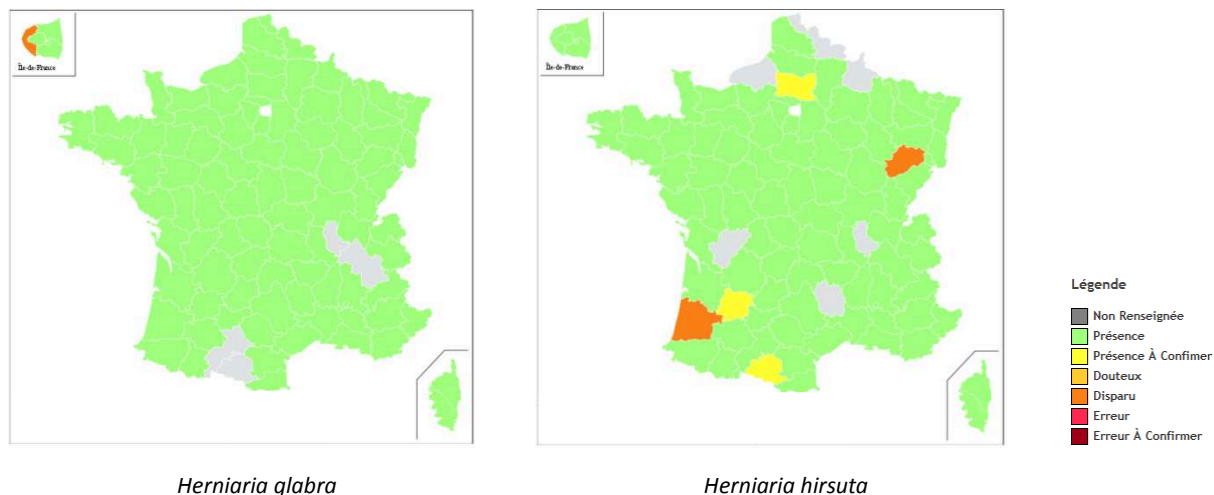 Île-de-France
Île-de-France
Légende
Non Renseignée
Présence
Présence À Confimer
Douteux
Disparu
Erreur
Erreur À Confirmer
Herniaria glabra
Herniaria hirsuta